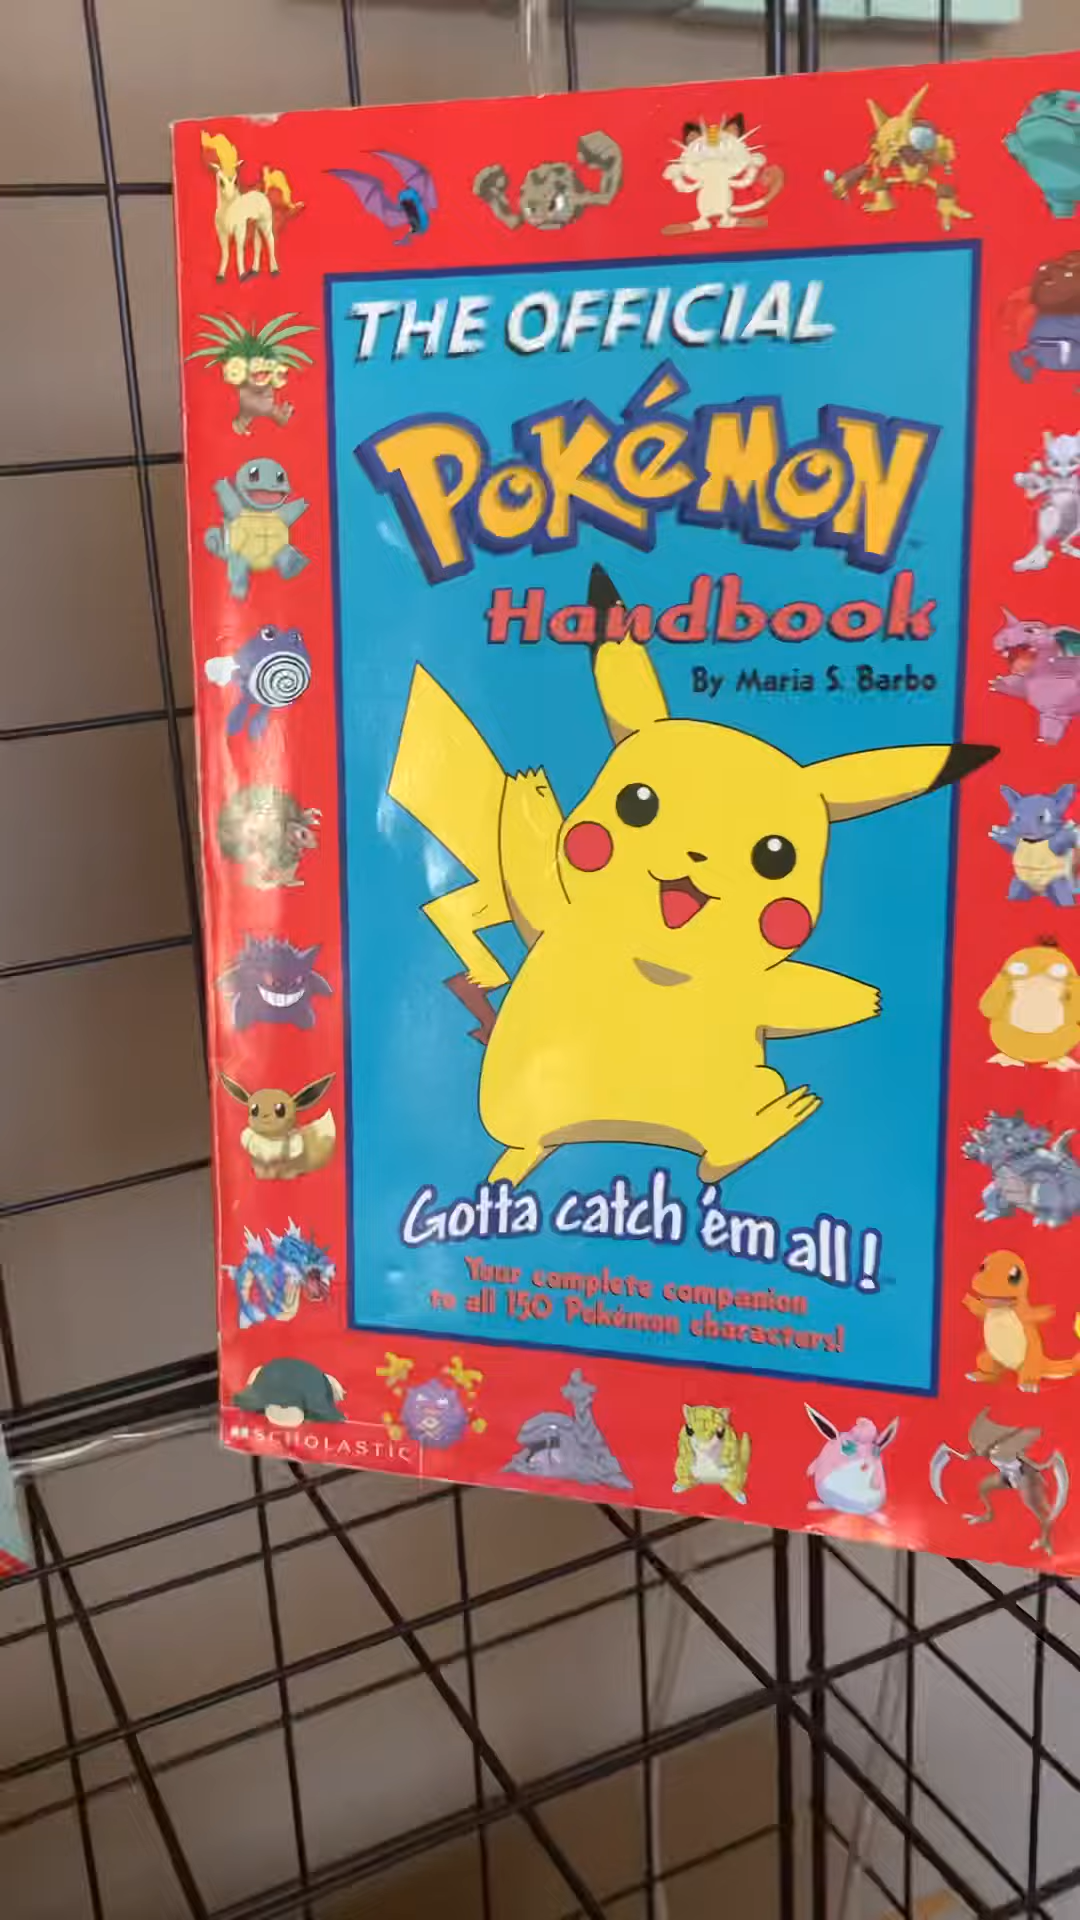 THE OFFICIAL
POKéMON
Handbook
By Maria S. Barbo
Gotta catch 'em all!
Your complete companion
to all 150 Pokémon characters!
SCHOLASTIC